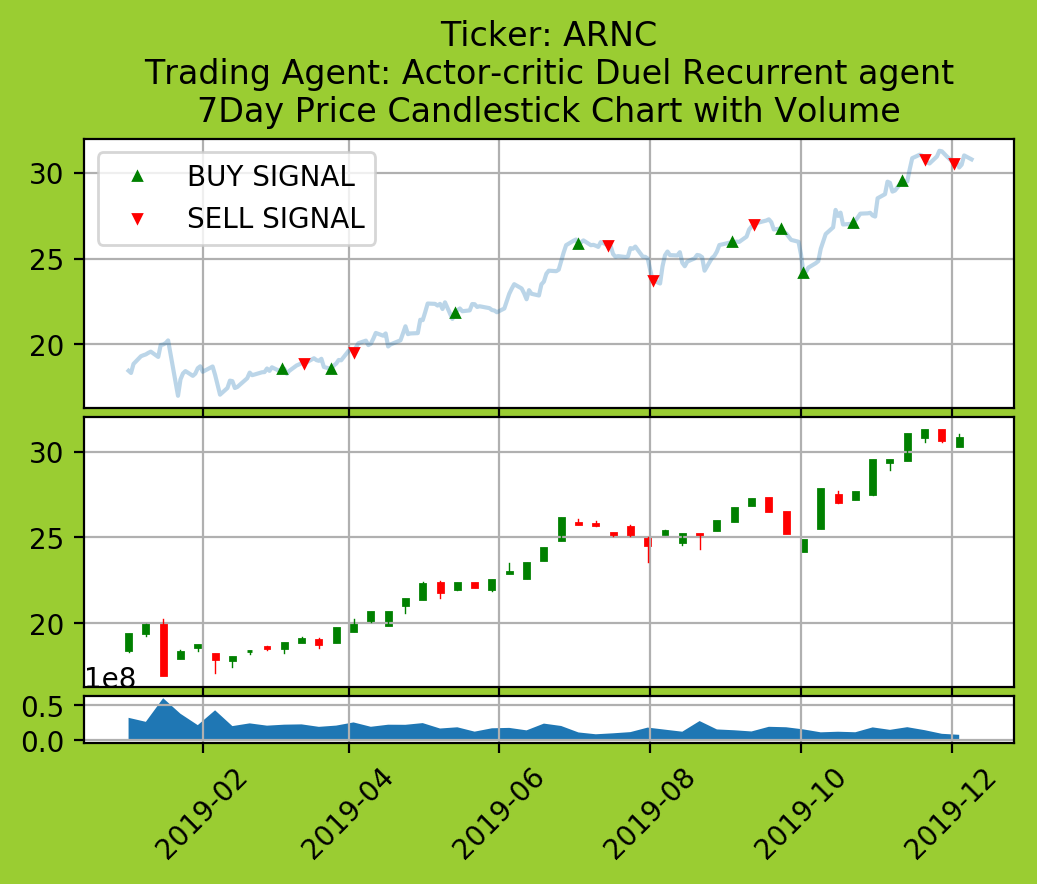 Ticker: ARNC
Trading Agent: Actor-critic Duel Recurrent agent
7Day Price Candlestick Chart with Volume
30
25
20
BUY SIGNAL
SELL SIGNAL
30
25
20
1e8
0.5
0.0
2019-02
2019-04
2019-06
2019-08
2019-10
2019-12